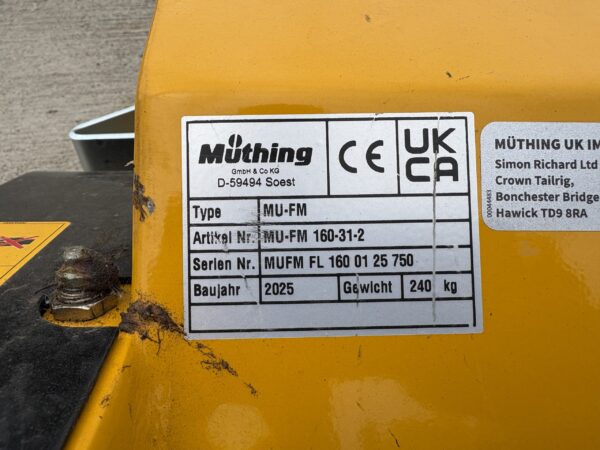 Müthing
GmbH & Co KG
D-59494 Soest
CE
UK
CA
Type MU-FM
Artikel Nr. MU-FM 160-31-2
Serien Nr. MUFM FL 160 01 25 750
Baujahr 2025 Gewicht 240 kg
MÜTHING UK IM
Simon Richard Ltd
Crown Tailrig,
Bonchester Bridge
Hawick TD9 8RA